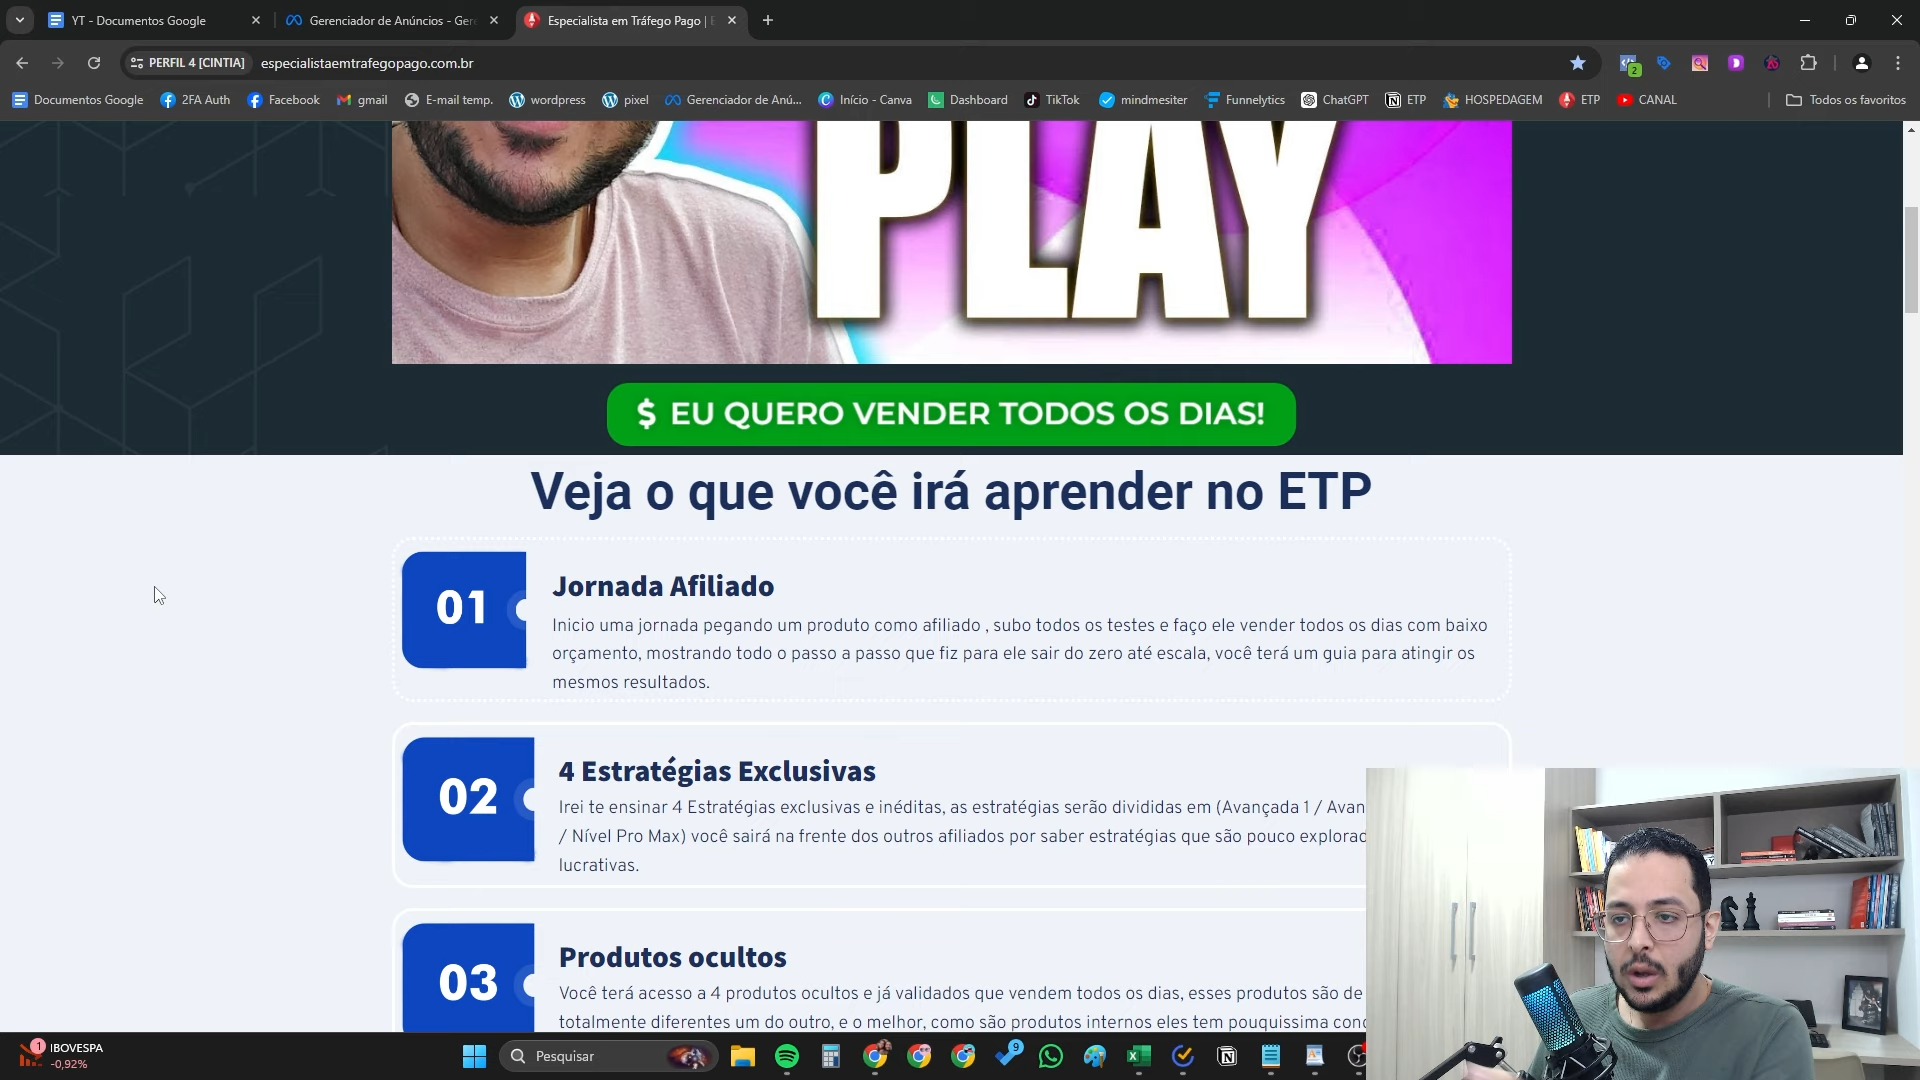 YT - Documentos Google
Gerenciador de Anúncios - Gere
Especialista em Tráfego Pago | E
PERFIL 4 [CINTIA]
especialistaemtrafegopago.com.br
2
Documentos Google
2FA Auth
Facebook
gmail
E-mail temp.
wordpress
pixel
Gerenciador de Anú...
Início - Canva
Dashboard
TikTok
mindmesiter
Funnelytics
ChatGPT
ETP
HOSPEDAGEM
ETP
CANAL
Todos os favoritos
PLAY
$ EU QUERO VENDER TODOS OS DIAS!
Veja o que você irá aprender no ETP
01
Jornada Afiliado
Inicio uma jornada pegando um produto como afiliado , subo todos os testes e faço ele vender todos os dias com baixo
orçamento, mostrando todo o passo a passo que fiz para ele sair do zero até escala, você terá um guia para atingir os
mesmos resultados.
02
4 Estratégias Exclusivas
Irei te ensinar 4 Estratégias exclusivas e inéditas, as estratégias serão divididas em (Avançada 1 / Avan
/ Nível Pro Max) você sairá na frente dos outros afiliados por saber estratégias que são pouco explorad
lucrativas.
03
Produtos ocultos
Você terá acesso a 4 produtos ocultos e já validados que vendem todos os dias, esses produtos são de
totalmente diferentes um do outro, e o melhor, como são produtos internos eles tem pouquissima conc
1
IBOVESPA
-0,92%
Pesquisar
9